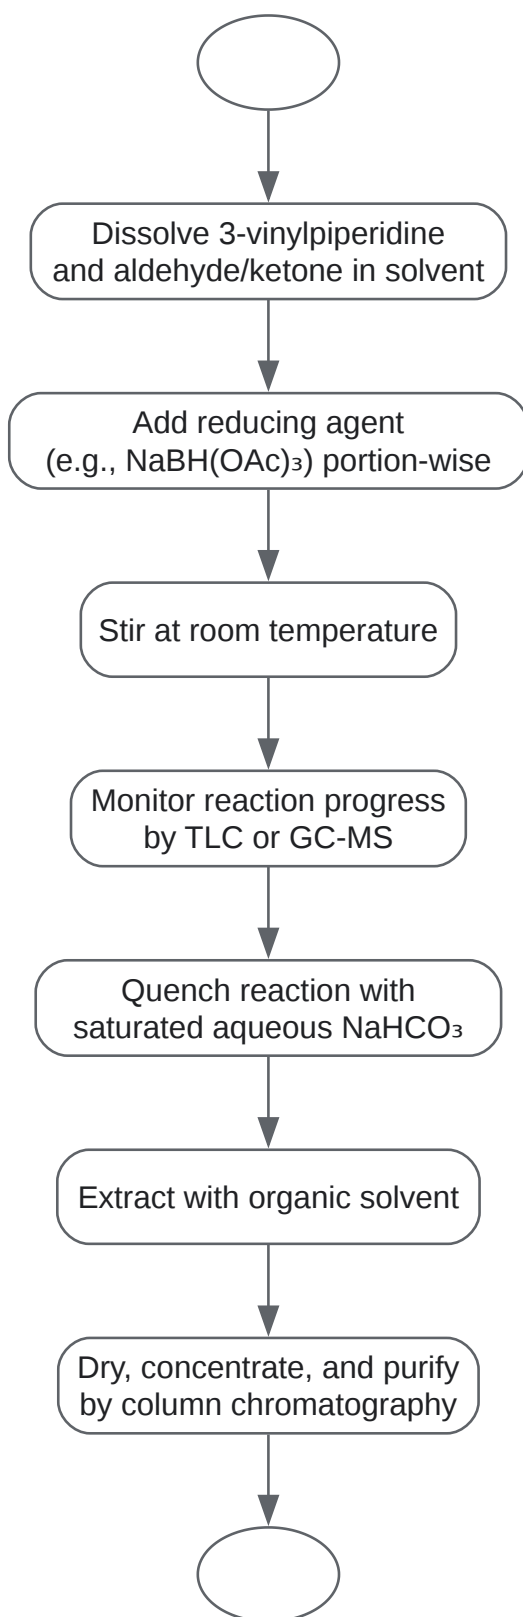 Dissolve 3-vinylpiperidine
and aldehyde/ketone in solvent
Add reducing agent
(e.g., NaBH(OAc)₃) portion-wise
Stir at room temperature
Monitor reaction progress
by TLC or GC-MS
Quench reaction with
saturated aqueous NaHCO₃
Extract with organic solvent
Dry, concentrate, and purify
by column chromatography